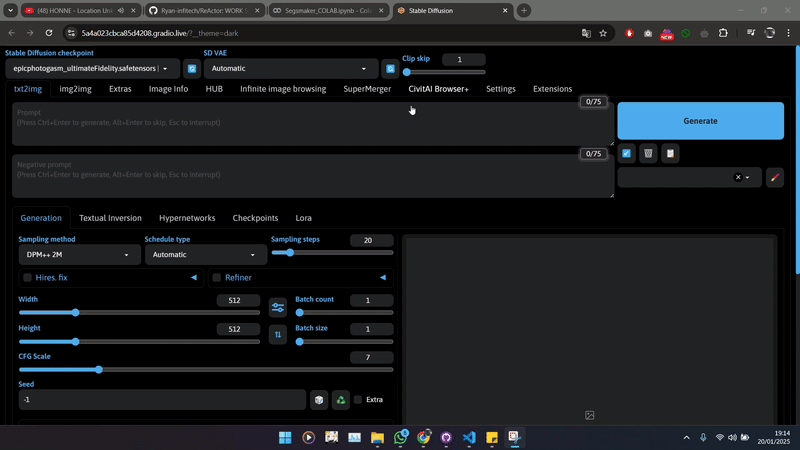 (48) HONNE - Location Unk
Ryan-infitech/ReActor: WORK S
Segsmaker_COLAB.ipynb - Cola
Stable Diffusion
5a4a023cbca85d4208.gradio.live/?__theme=dark
Stable Diffusion checkpoint
SD VAE
Clip skip
1
epicphotogasm_ultimateFidelity.safetensors [
Automatic
txt2img
img2img
Extras
Image Info
HUB
Infinite image browsing
SuperMerger
CivitAI Browser+
Settings
Extensions
0/75
Prompt
(Press Ctrl+Enter to generate, Alt+Enter to skip, Esc to interrupt)
Generate
0/75
Negative prompt
(Press Ctrl+Enter to generate, Alt+Enter to skip, Esc to interrupt)
Generation
Textual Inversion
Hypernetworks
Checkpoints
Lora
Sampling method
Schedule type
Sampling steps
20
DPM++ 2M
Automatic
Hires. fix
Refiner
Width
512
Batch count
1
Height
512
Batch size
1
CFG Scale
7
Seed
-1
Extra
19:14
20/01/2025